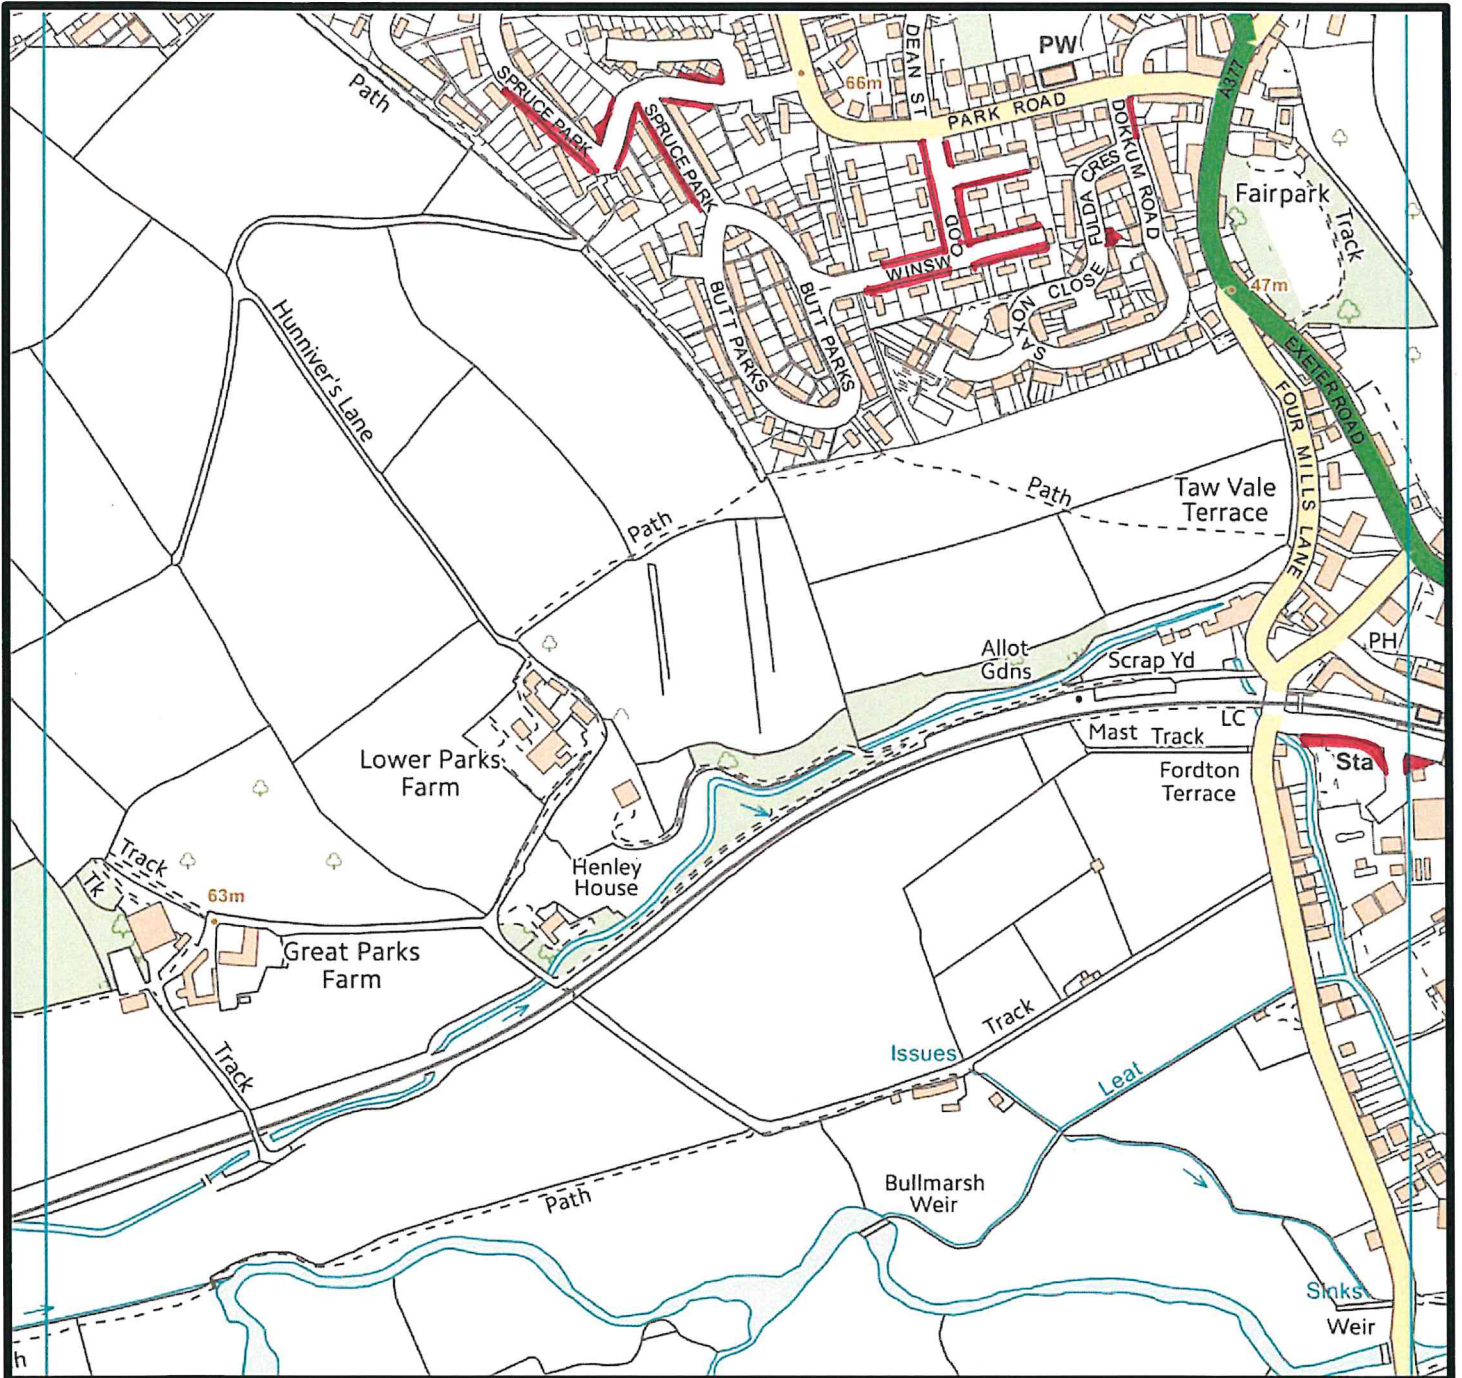 PW
DEAN ST
A377
SPRUCE PARK
Path
66m
PARK ROAD
SPRUCE PARK
DOKKUM ROAD
FULDA CRES
Fairpark
Track
WINSWOOD
47m
SAXON CLOSE
BUTT PARKS
BUTT PARKS
Hunniver's Lane
EXETER ROAD
FOUR MILLS LANE
Path
Taw Vale
Terrace
Path
Allot
Gdns
Scrap Yd
PH
LC
Mast
Track
Sta
Lower Parks
Farm
Fordton
Terrace
Track
Tk
63m
Henley
House
Great Parks
Farm
Track
Track
Issues
Leat
Path
Bullmarsh
Weir
Sinks
Weir
h